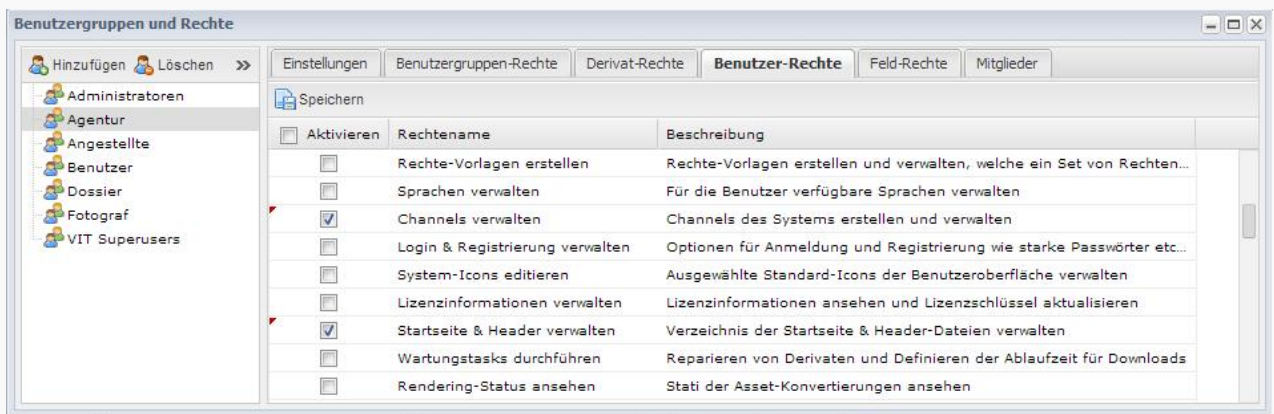 Benutzergruppen und Rechte
Hinzufügen Löschen »
Administratoren
Agentur
Angestellte
Benutzer
Dossier
Fotograf
VIT Superusers
Einstellungen Benutzergruppen-Rechte Derivat-Rechte Benutzer-Rechte Feld-Rechte Mitglieder
Speichern
Aktivieren Rechtename Beschreibung
Rechte-Vorlagen erstellen Rechte-Vorlagen erstellen und verwalten, welche ein Set von Rechten...
Sprachen verwalten Für die Benutzer verfügbare Sprachen verwalten
Channels verwalten Channels des Systems erstellen und verwalten
Login & Registrierung verwalten Optionen für Anmeldung und Registrierung wie starke Passwörter etc...
System-Icons editieren Ausgewählte Standard-Icons der Benutzeroberfläche verwalten
Lizenzinformationen verwalten Lizenzinformationen ansehen und Lizenzschlüssel aktualisieren
Startseite & Header verwalten Verzeichnis der Startseite & Header-Dateien verwalten
Wartungstasks durchführen Reparieren von Derivaten und Definieren der Ablaufzeit für Downloads
Rendering-Status ansehen Stati der Asset-Konvertierungen ansehen